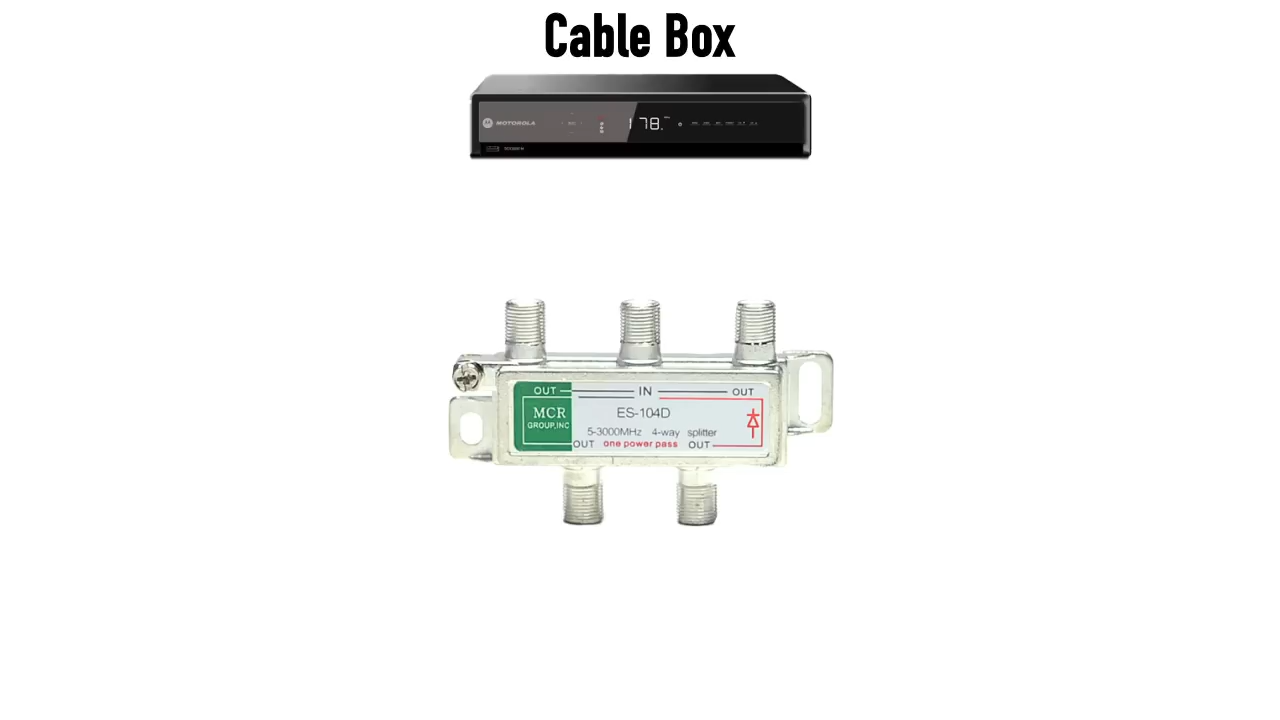 Cable Box
MOTOROLA
178.
OUT IN OUT
MCR
GROUP,INC
ES-104D
5-3000MHz 4-way splitter
OUT one power pass OUT